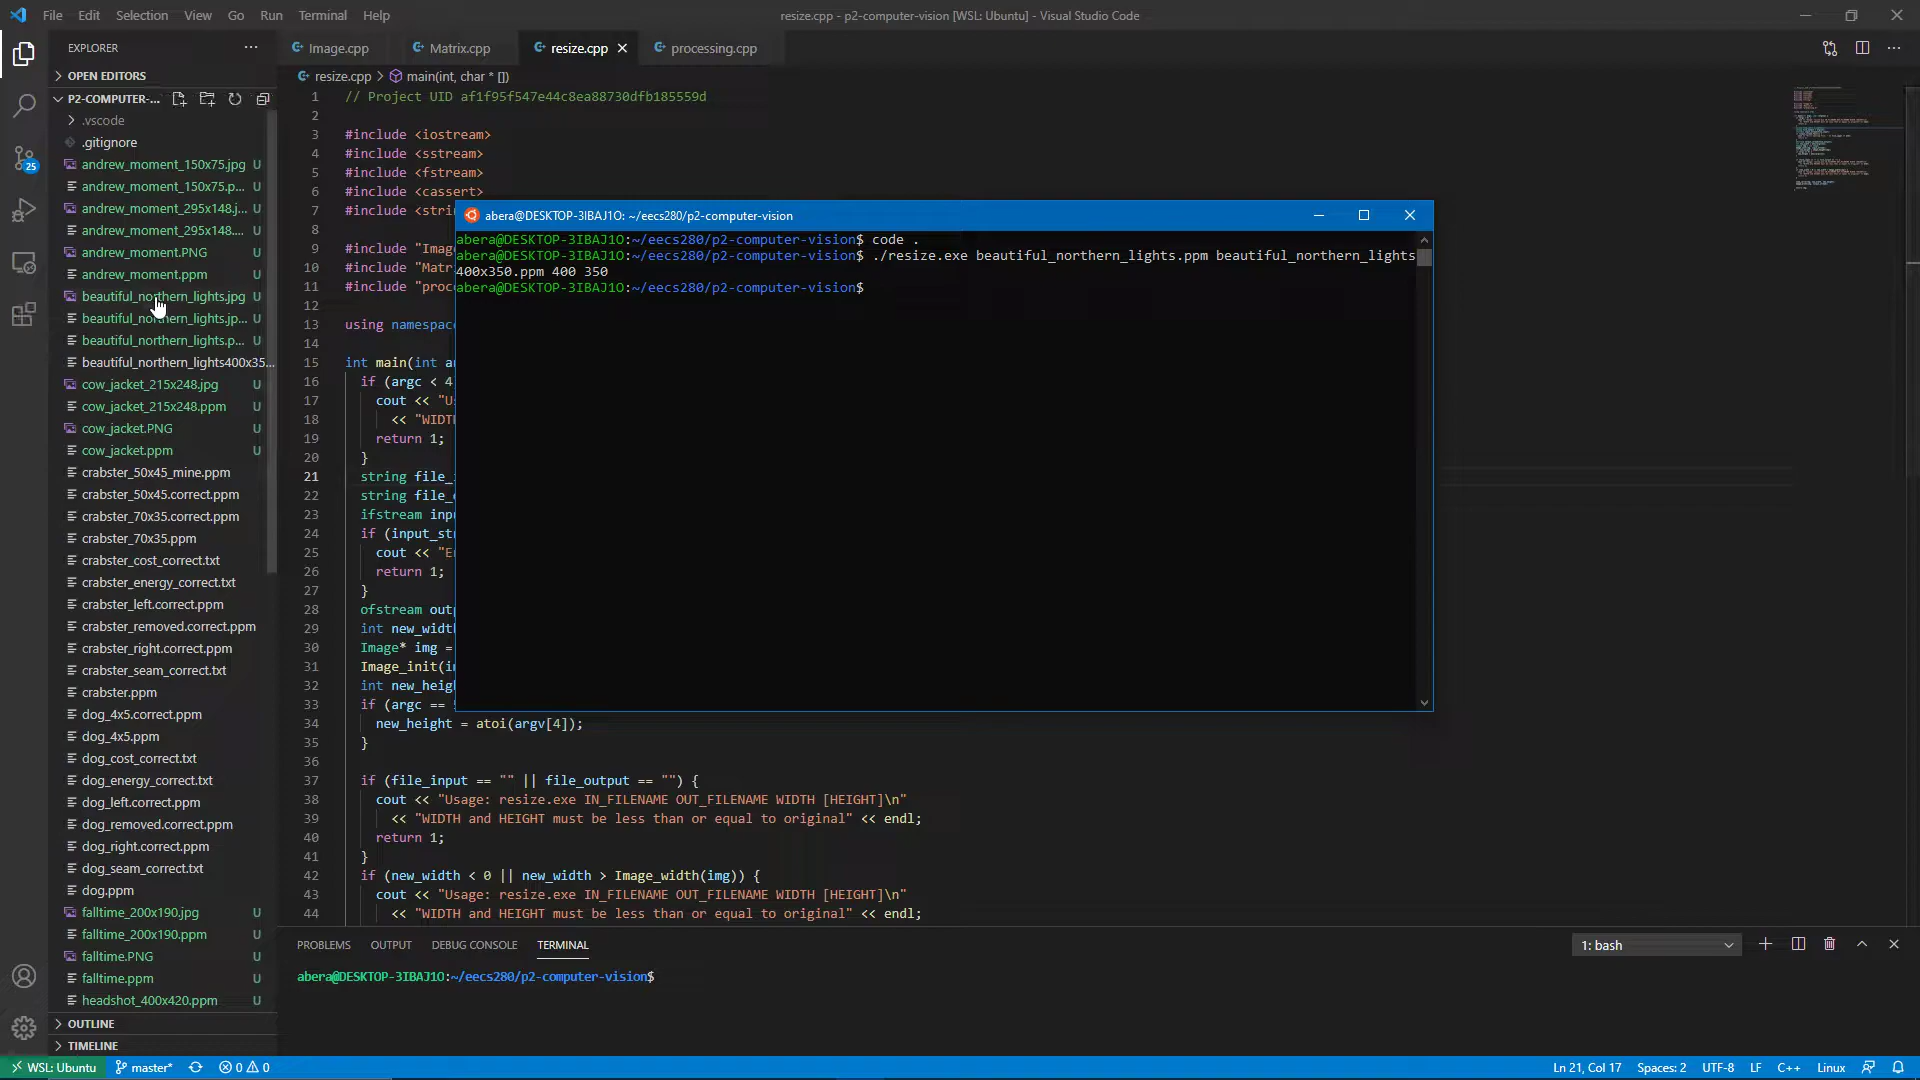 File Edit Selection View Go Run Terminal Help
resize.cpp - p2-computer-vision [WSL: Ubuntu] - Visual Studio Code
EXPLORER
OPEN EDITORS
P2-COMPUTER-...
.vscode
.gitignore
andrew_moment_150x75.jpg U
andrew_moment_150x75.p... U
andrew_moment_295x148.j... U
andrew_moment_295x148.... U
andrew_moment.PNG U
andrew_moment.ppm U
beautiful_northern_lights.jpg U
beautiful_northern_lights.jp... U
beautiful_northern_lights.p... U
beautiful_northern_lights400x35...
cow_jacket_215x248.jpg U
cow_jacket_215x248.ppm U
cow_jacket.PNG U
cow_jacket.ppm U
crabster_50x45_mine.ppm
crabster_50x45.correct.ppm
crabster_70x35.correct.ppm
crabster_70x35.ppm
crabster_cost_correct.txt
crabster_energy_correct.txt
crabster_left.correct.ppm
crabster_removed.correct.ppm
crabster_right.correct.ppm
crabster_seam_correct.txt
crabster.ppm
dog_4x5.correct.ppm
dog_4x5.ppm
dog_cost_correct.txt
dog_energy_correct.txt
dog_left.correct.ppm
dog_removed.correct.ppm
dog_right.correct.ppm
dog_seam_correct.txt
dog.ppm
falltime_200x190.jpg U
falltime_200x190.ppm U
falltime.PNG U
falltime.ppm U
headshot_400x420.ppm U
OUTLINE
TIMELINE
25
Image.cpp Matrix.cpp resize.cpp processing.cpp
resize.cpp > main(int, char * [])
1 // Project UID af1f95f547e44c8ea88730dfb185559d
2
3 #include <iostream>
4 #include <sstream>
5 #include <fstream>
6 #include <cassert>
7 #include <stri
8
9 #include "Imag
10 #include "Matr
11 #include "proc
12
13 using namespace
14
15 int main(int ar
16 if (argc < 4
17 cout << "Us
18 << "WIDTH
19 return 1;
20 }
21 string file_i
22 string file_o
23 ifstream inpu
24 if (input_str
25 cout << "Er
26 return 1;
27 }
28 ofstream outp
29 int new_width
30 Image* img =
31 Image_init(im
32 int new_heigh
33 if (argc == 5
34 new_height = atoi(argv[4]);
35 }
36
37 if (file_input == "" || file_output == "") {
38 cout << "Usage: resize.exe IN_FILENAME OUT_FILENAME WIDTH [HEIGHT]\n"
39 << "WIDTH and HEIGHT must be less than or equal to original" << endl;
40 return 1;
41 }
42 if (new_width < 0 || new_width > Image_width(img)) {
43 cout << "Usage: resize.exe IN_FILENAME OUT_FILENAME WIDTH [HEIGHT]\n"
44 << "WIDTH and HEIGHT must be less than or equal to original" << endl;
abera@DESKTOP-3IBAJ1O: ~/eecs280/p2-computer-vision
abera@DESKTOP-3IBAJ1O:~/eecs280/p2-computer-vision$ code .
abera@DESKTOP-3IBAJ1O:~/eecs280/p2-computer-vision$ ./resize.exe beautiful_northern_lights.ppm beautiful_northern_lights
400x350.ppm 400 350
abera@DESKTOP-3IBAJ1O:~/eecs280/p2-computer-vision$
PROBLEMS OUTPUT DEBUG CONSOLE TERMINAL
1: bash
abera@DESKTOP-3IBAJ1O:~/eecs280/p2-computer-vision$
WSL: Ubuntu master* 0 0 Ln 21, Col 17 Spaces: 2 UTF-8 LF C++ Linux